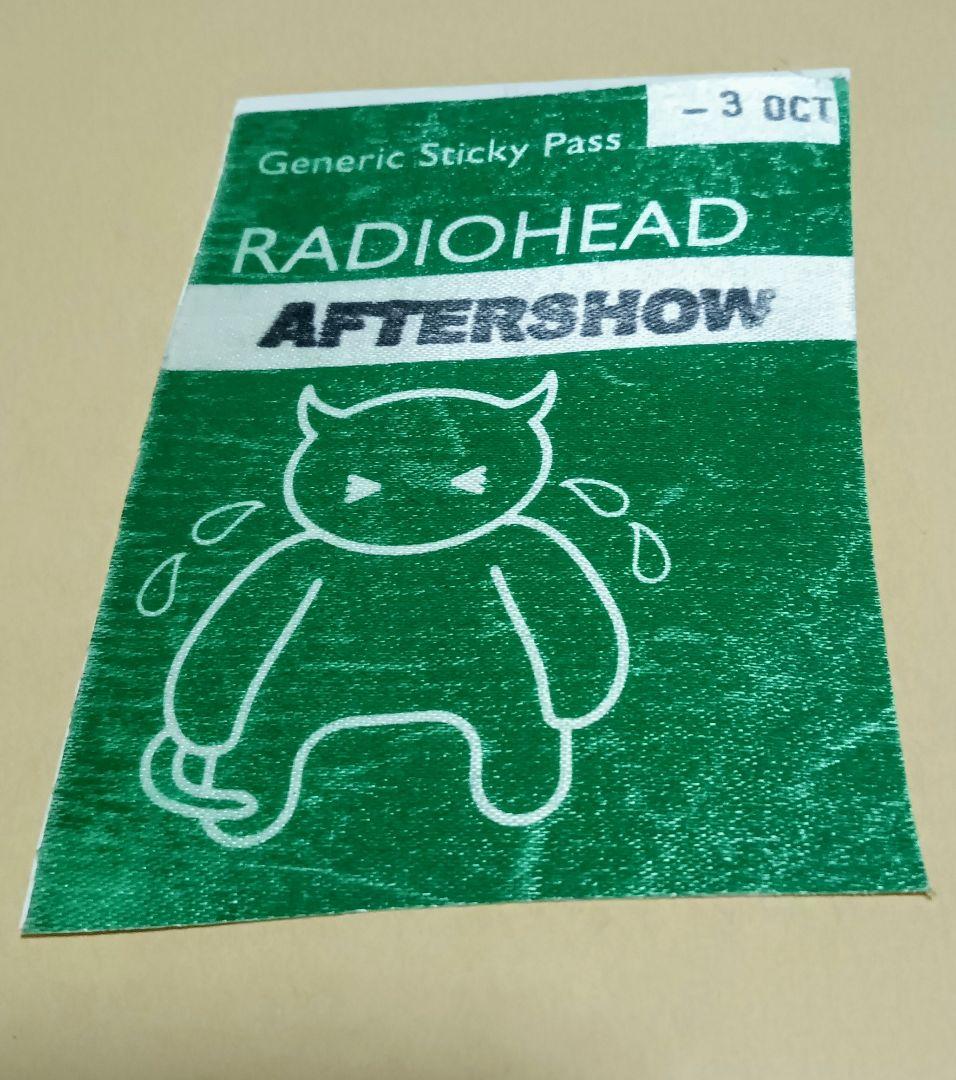 - 3 OCT
Generic Sticky Pass
RADIOHEAD
AFTERSHOW